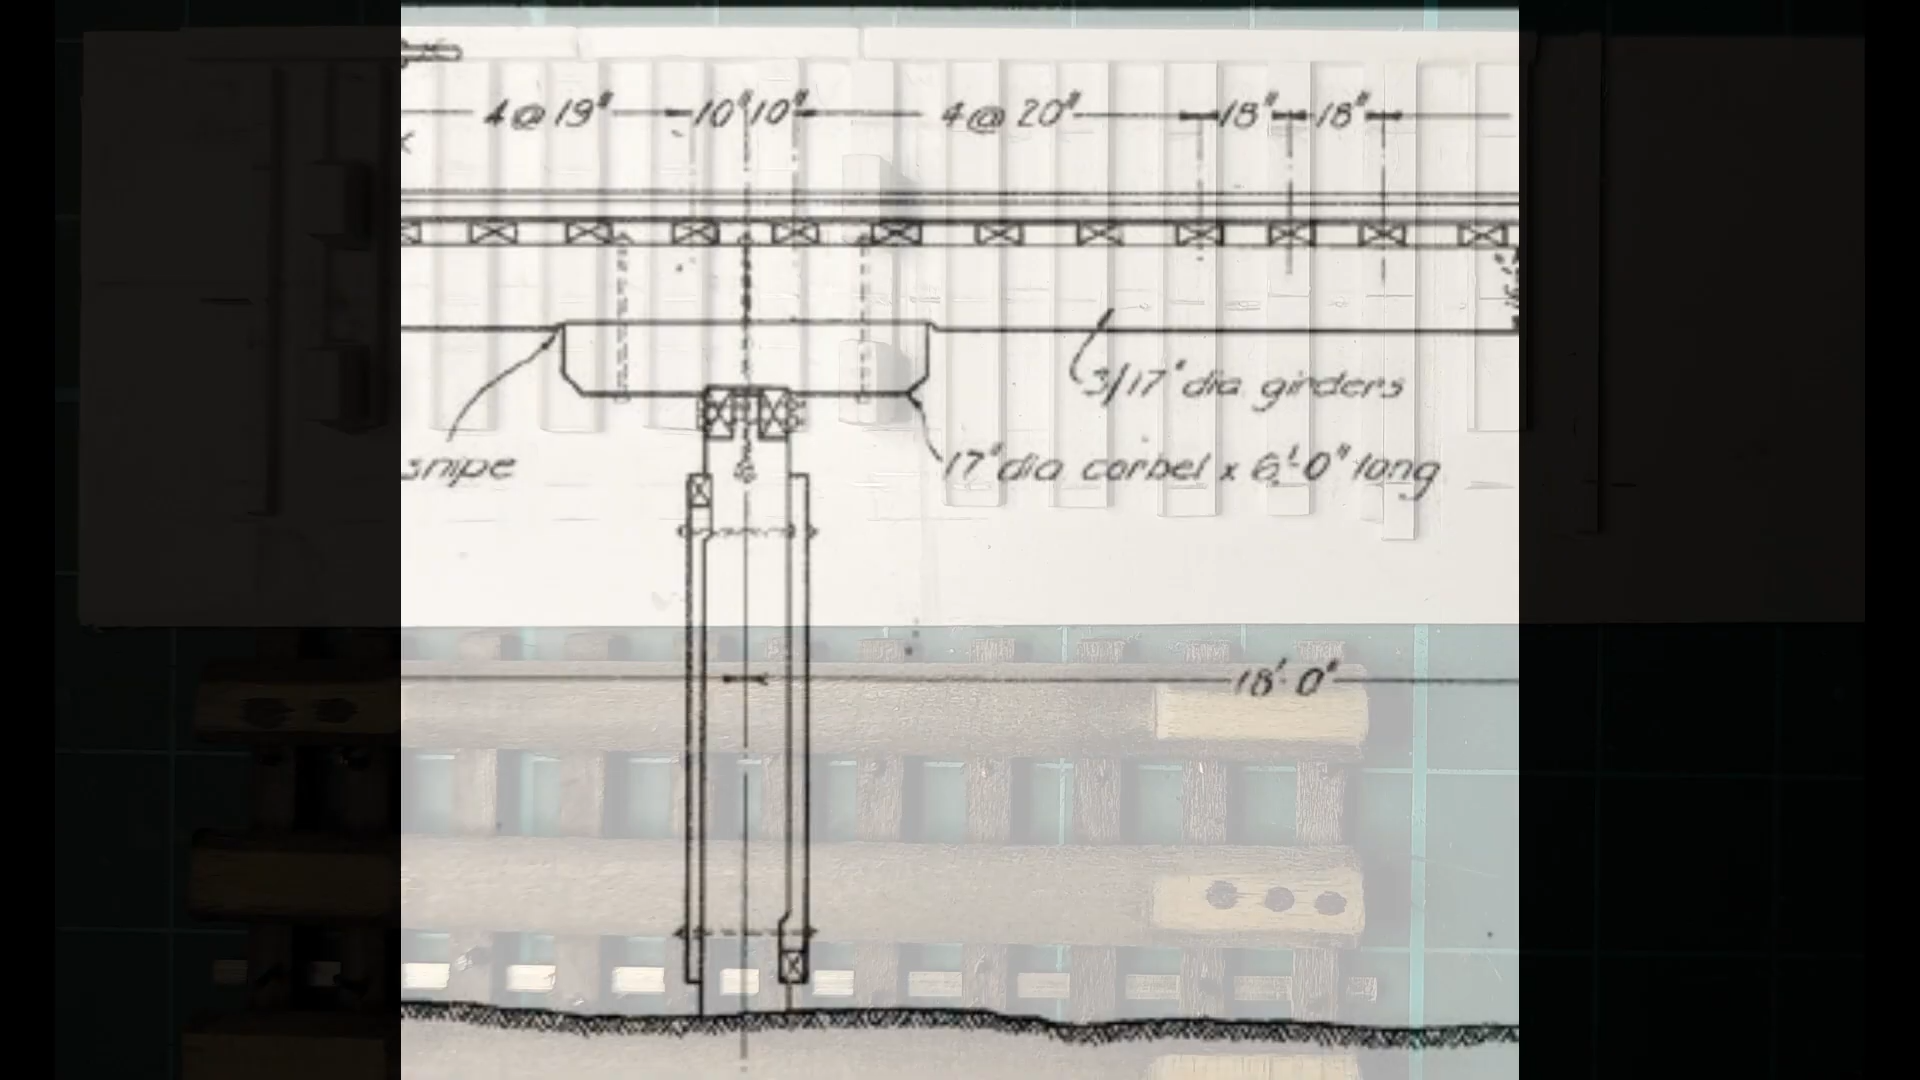 4 @ 19" 10" 10" 4 @ 20" 18" 18"
3/17" dia girders
snipe 17" dia corbel x 6'-0" long
18'-0"